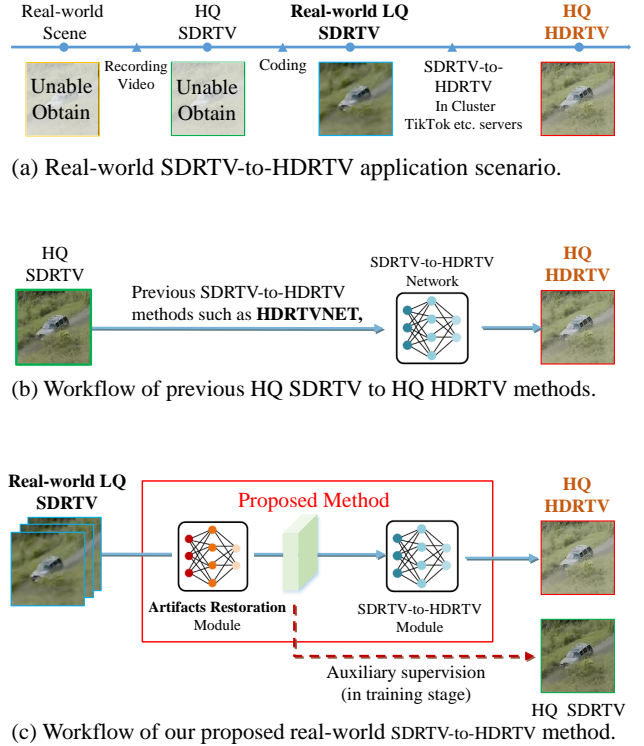 Real-world
Scene
HQ
SDRTV
Real-world LQ
SDRTV
HQ
HDRTV
Unable
Obtain
Recording
Video
Unable
Obtain
Coding
SDRTV-to-
HDRTV
In Cluster
TikTok etc. servers
(a) Real-world SDRTV-to-HDRTV application scenario.
HQ
SDRTV
Previous SDRTV-to-HDRTV
methods such as HDRTVNET,
SDRTV-to-HDRTV
Network
HQ
HDRTV
(b) Workflow of previous HQ SDRTV to HQ HDRTV methods.
Real-world LQ
SDRTV
Proposed Method
HQ
HDRTV
Artifacts Restoration
Module
SDRTV-to-HDRTV
Module
Auxiliary supervision
(in training stage)
HQ SDRTV
(c) Workflow of our proposed real-world SDRTV-to-HDRTV method.